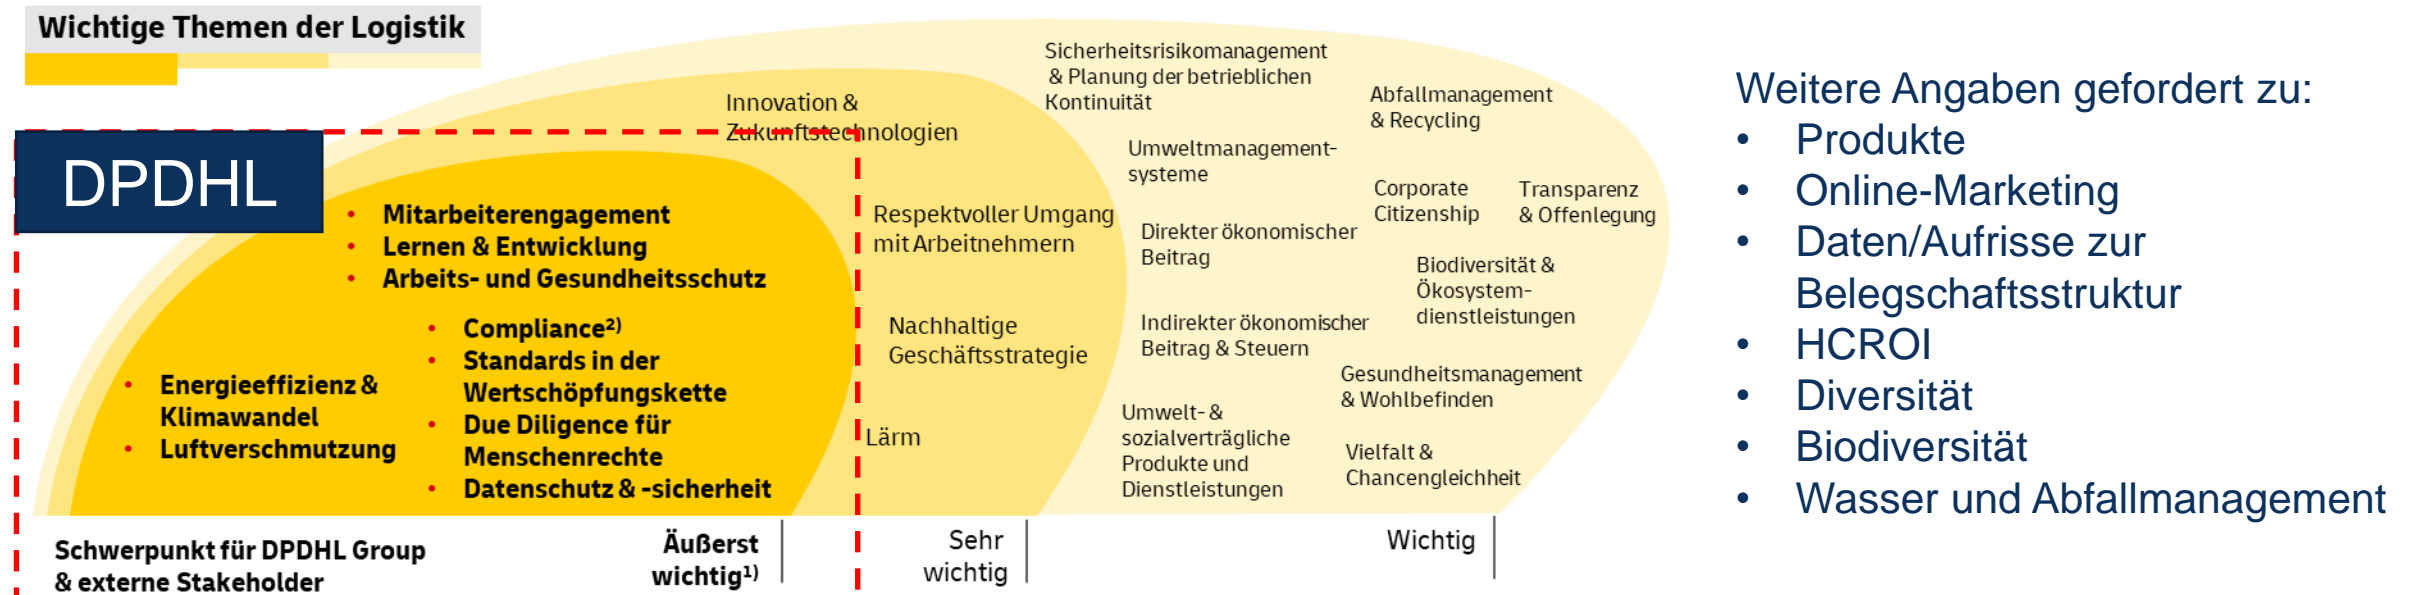 Wichtige Themen der Logistik
DPDHL
• Mitarbeiterengagement
• Lernen & Entwicklung
• Arbeits- und Gesundheitsschutz
• Compliance²⁾
• Standards in der
Wertschöpfungskette
• Due Diligence für
Menschenrechte
• Datenschutz & -sicherheit
• Energieeffizienz &
Klimawandel
• Luftverschmutzung
Innovation &
Zukunftstechnologien
Respektvoller Umgang
mit Arbeitnehmern
Nachhaltige
Geschäftsstrategie
Lärm
Sicherheitsrisikomanagement
& Planung der betrieblichen
Kontinuität
Umweltmanagement-
systeme
Direkter ökonomischer
Beitrag
Indirekter ökonomischer
Beitrag & Steuern
Umwelt- &
sozialverträgliche
Produkte und
Dienstleistungen
Abfallmanagement
& Recycling
Corporate
Citizenship
Transparenz
& Offenlegung
Biodiversität &
Ökosystem-
dienstleistungen
Gesundheitsmanagement
& Wohlbefinden
Vielfalt &
Chancengleichheit
Schwerpunkt für DPDHL Group
& externe Stakeholder
Äußerst
wichtig¹⁾
Sehr
wichtig
Wichtig
Weitere Angaben gefordert zu:
• Produkte
• Online-Marketing
• Daten/Aufrisse zur
Belegschaftsstruktur
• HCROI
• Diversität
• Biodiversität
• Wasser und Abfallmanagement